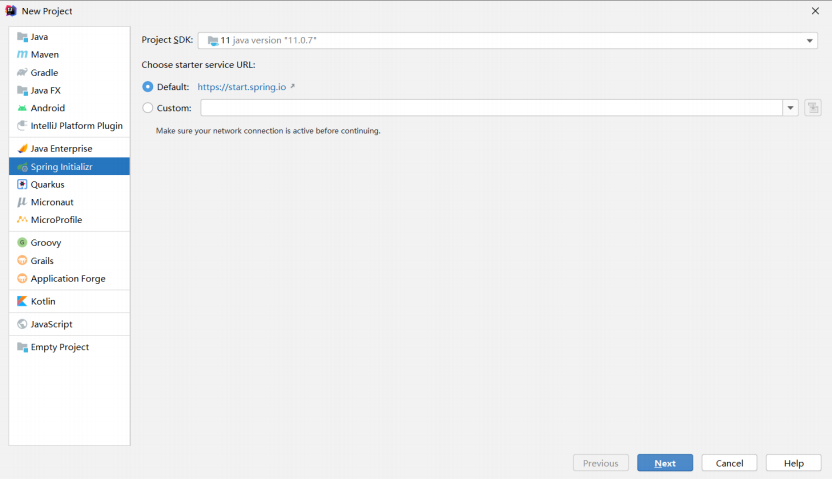 New Project
Java
Maven
Gradle
Java FX
Android
IntelliJ Platform Plugin
Java Enterprise
Spring Initializr
Quarkus
Micronaut
MicroProfile
Groovy
Grails
Application Forge
Kotlin
JavaScript
Empty Project
Project SDK: 11 java version "11.0.7"
Choose starter service URL:
Default: https://start.spring.io ↗
Custom:
Make sure your network connection is active before continuing.
Previous Next Cancel Help